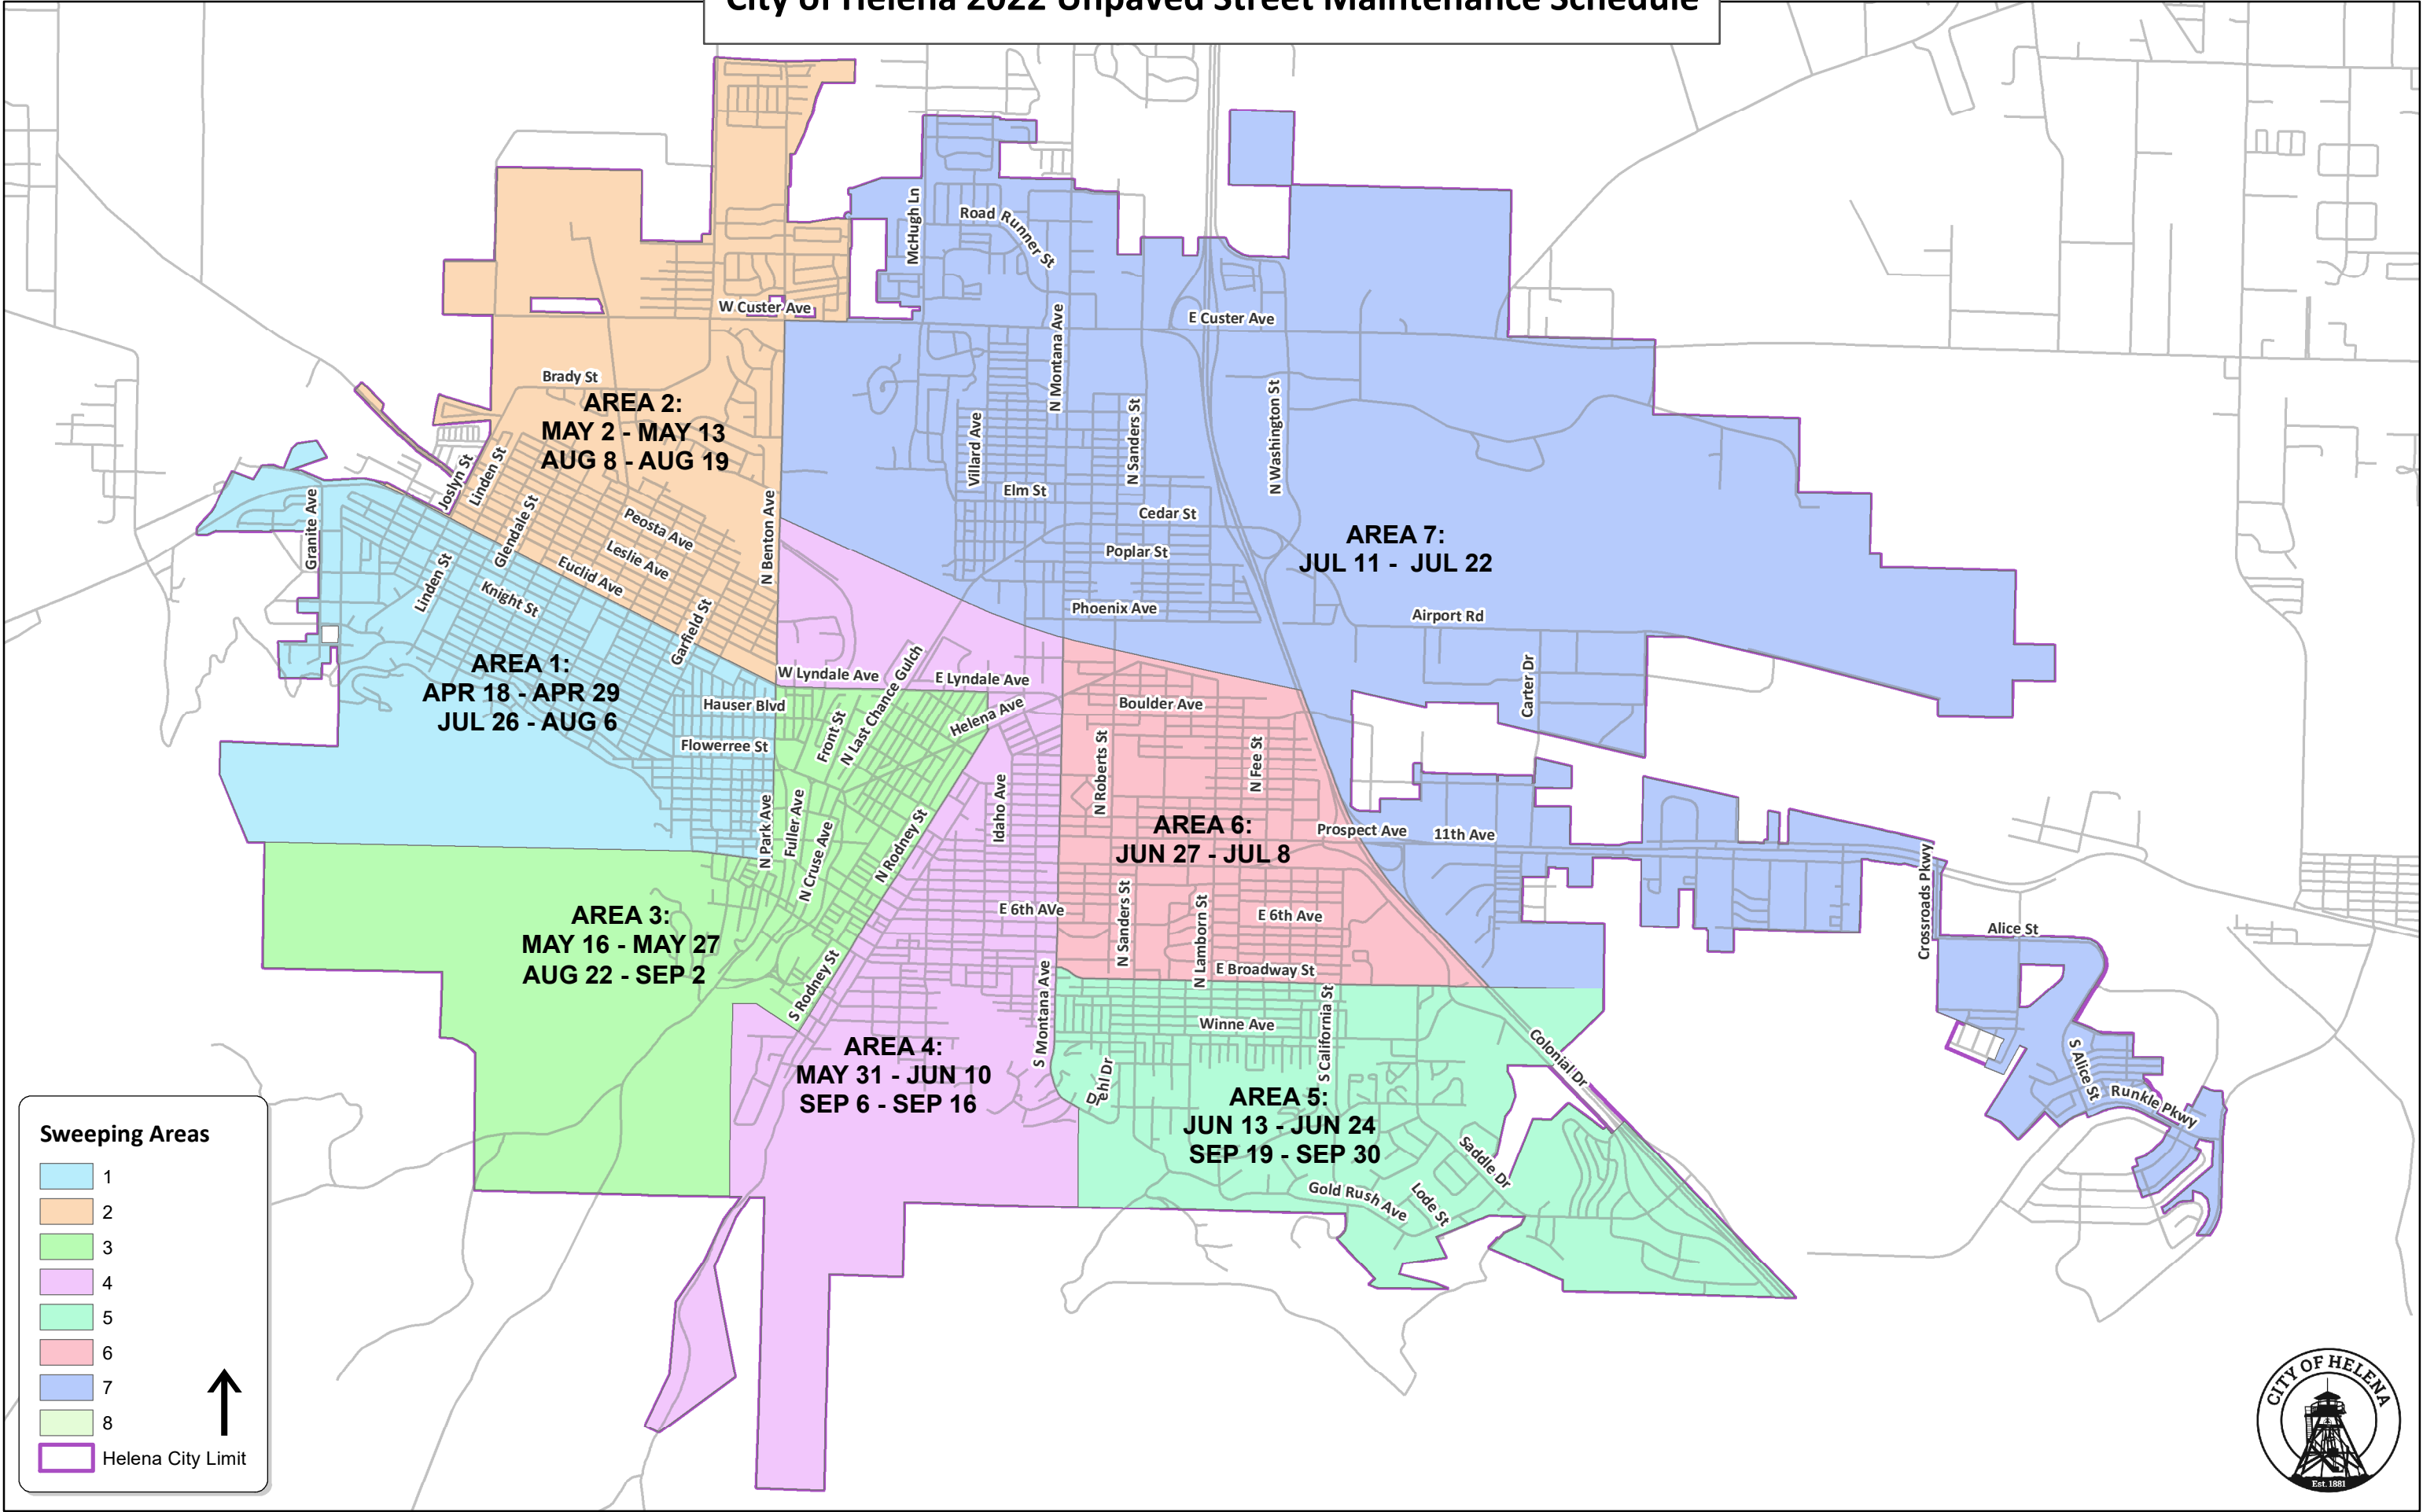 City of Helena 2022 Unpaved Street Maintenance Schedule
McHugh Ln
Road Runner St
W Custer Ave
E Custer Ave
N Montana Ave
Brady St
AREA 2:
MAY 2 - MAY 13
AUG 8 - AUG 19
Villard Ave
N Sanders St
N Washington St
Joslyn St
Linden St
Glendale St
Granite Ave
Elm St
Cedar St
Peosta Ave
Leslie Ave
Euclid Ave
N Benton Ave
Poplar St
AREA 7:
JUL 11 - JUL 22
Linden St
Knight St
Garfield St
Phoenix Ave
Airport Rd
AREA 1:
APR 18 - APR 29
JUL 26 - AUG 6
W Lyndale Ave
E Lyndale Ave
N Last Chance Gulch
Front St
Helena Ave
Hauser Blvd
Flowerree St
Boulder Ave
Carter Dr
N Roberts St
N Fee St
Idaho Ave
N Park Ave
Fuller Ave
N Cruse Ave
N Rodney St
AREA 6:
JUN 27 - JUL 8
Prospect Ave
11th Ave
Crossroads Pkwy
AREA 3:
MAY 16 - MAY 27
AUG 22 - SEP 2
E 6th AVe
N Sanders St
N Lamborn St
E 6th Ave
E Broadway St
Alice St
S Rodney St
S Montana Ave
Winne Ave
S California St
Colonial Dr
AREA 4:
MAY 31 - JUN 10
SEP 6 - SEP 16
Diehl Dr
AREA 5:
JUN 13 - JUN 24
SEP 19 - SEP 30
S Alice St
Runkle Pkwy
Saddle Dr
Gold Rush Ave
Lode St
Sweeping Areas
1
2
3
4
5
6
7
8
Helena City Limit
CITY OF HELENA
Est. 1881